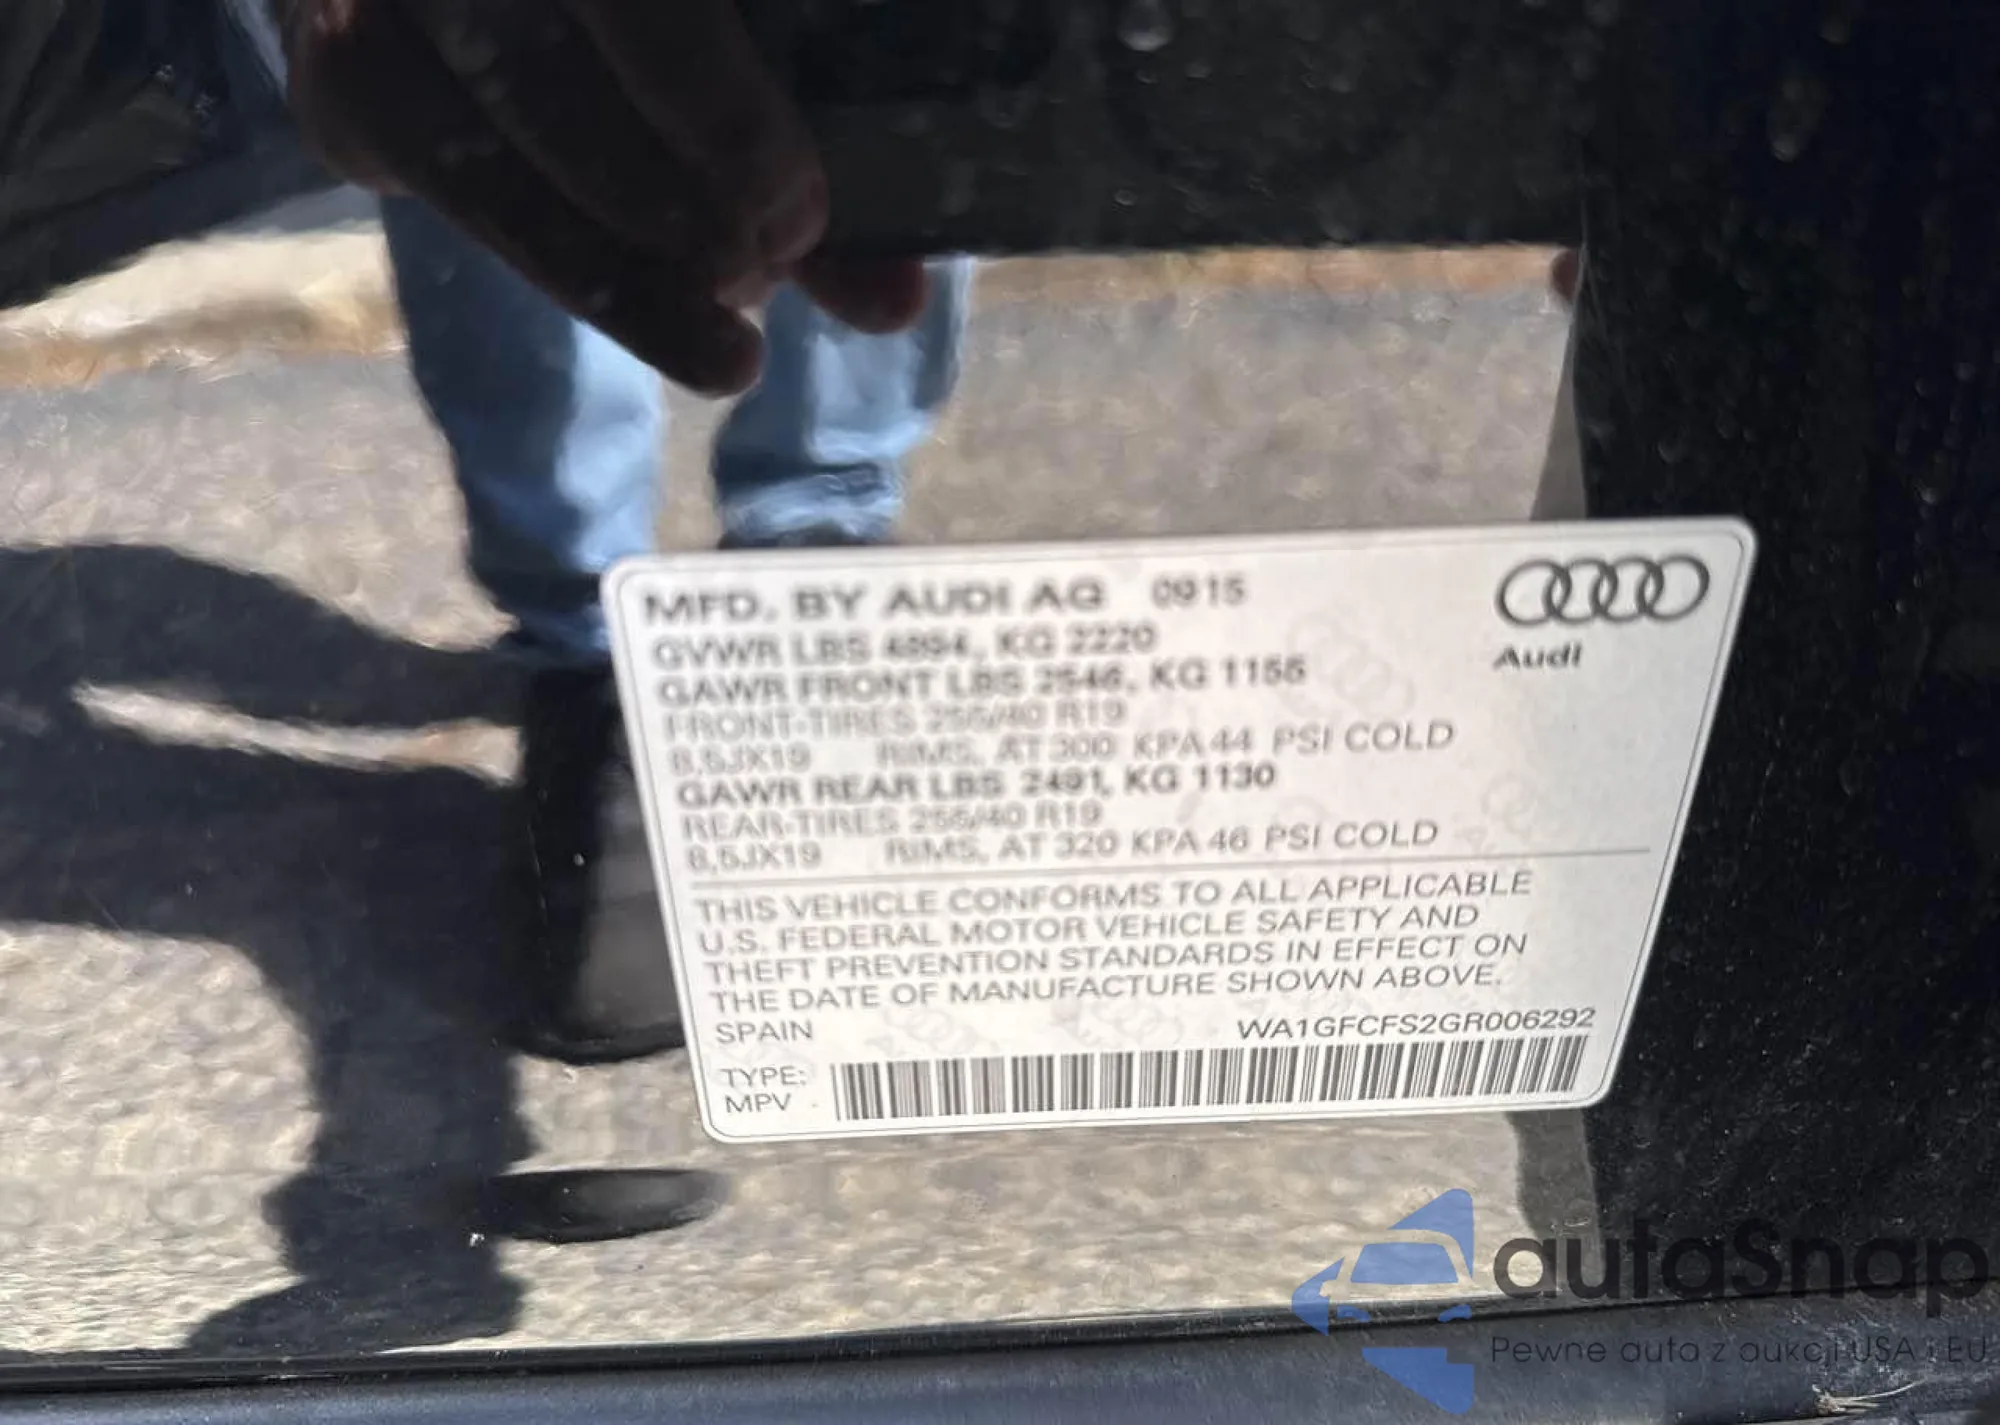 MFD. BY AUDI AG 09 15
Audi
GVWR LBS 4894, KG 2220
GAWR FRONT LBS 2546, KG 1155
FRONT-TIRES 255/40 R19
8,5JX19 RIMS, AT 300 KPA 44 PSI COLD
GAWR REAR LBS 2491, KG 1130
REAR-TIRES 255/40 R19
8,5JX19 RIMS, AT 320 KPA 46 PSI COLD
THIS VEHICLE CONFORMS TO ALL APPLICABLE
U.S. FEDERAL MOTOR VEHICLE SAFETY AND
THEFT PREVENTION STANDARDS IN EFFECT ON
THE DATE OF MANUFACTURE SHOWN ABOVE.
SPAIN WA1GFCFS2GR006292
TYPE:
MPV
autaSnap
Pewne auta z aukcji USA i EU